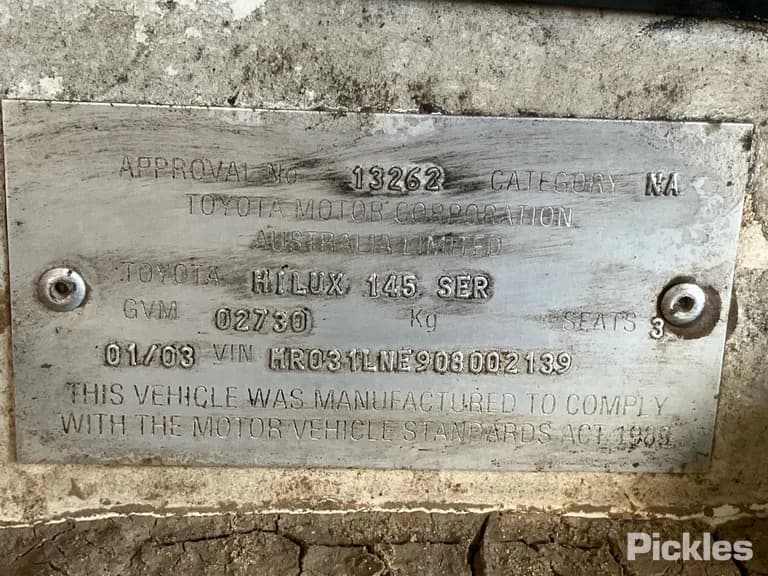 APPROVAL No 13262 CATEGORY NA
TOYOTA MOTOR CORPORATION
AUSTRALIA LIMITED
TOYOTA HILUX 145 SER
GVM 02730 Kg SEATS 3
01/03 VIN MR031LNE908002139
THIS VEHICLE WAS MANUFACTURED TO COMPLY
WITH THE MOTOR VEHICLE STANDARDS ACT 1989
Pickles